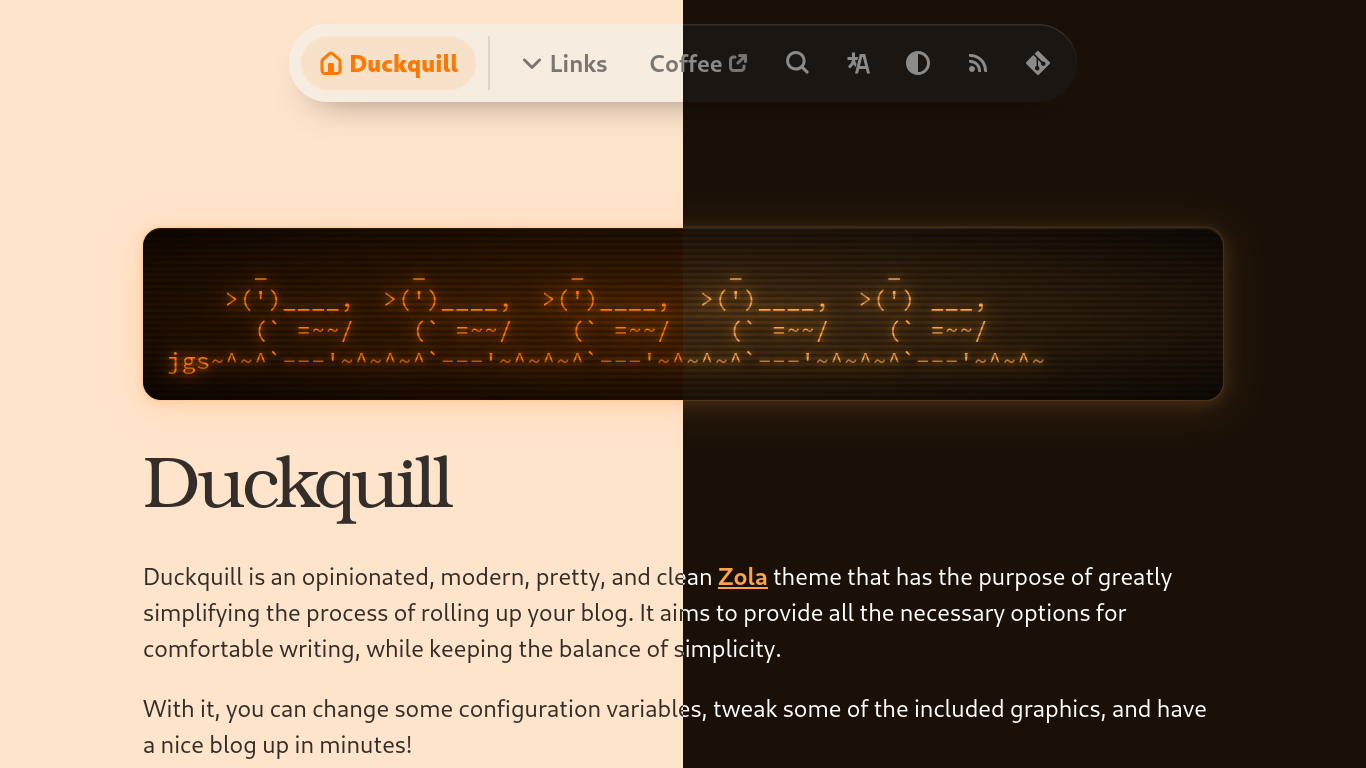 Duckquill Links Coffee
            _          _          _          _          _
          >(')____,  >(')____,  >(')____,  >(')____,  >(') ___,
            (` =~~/    (` =~~/    (` =~~/    (` =~~/    (` =~~/
jgs~^~^`---'~^~^~^`---'~^~^~^`---'~^~^~^`---'~^~^~^`---'~^~^~
Duckquill
Duckquill is an opinionated, modern, pretty, and clean Zola theme that has the purpose of greatly
simplifying the process of rolling up your blog. It aims to provide all the necessary options for
comfortable writing, while keeping the balance of simplicity.
With it, you can change some configuration variables, tweak some of the included graphics, and have
a nice blog up in minutes!